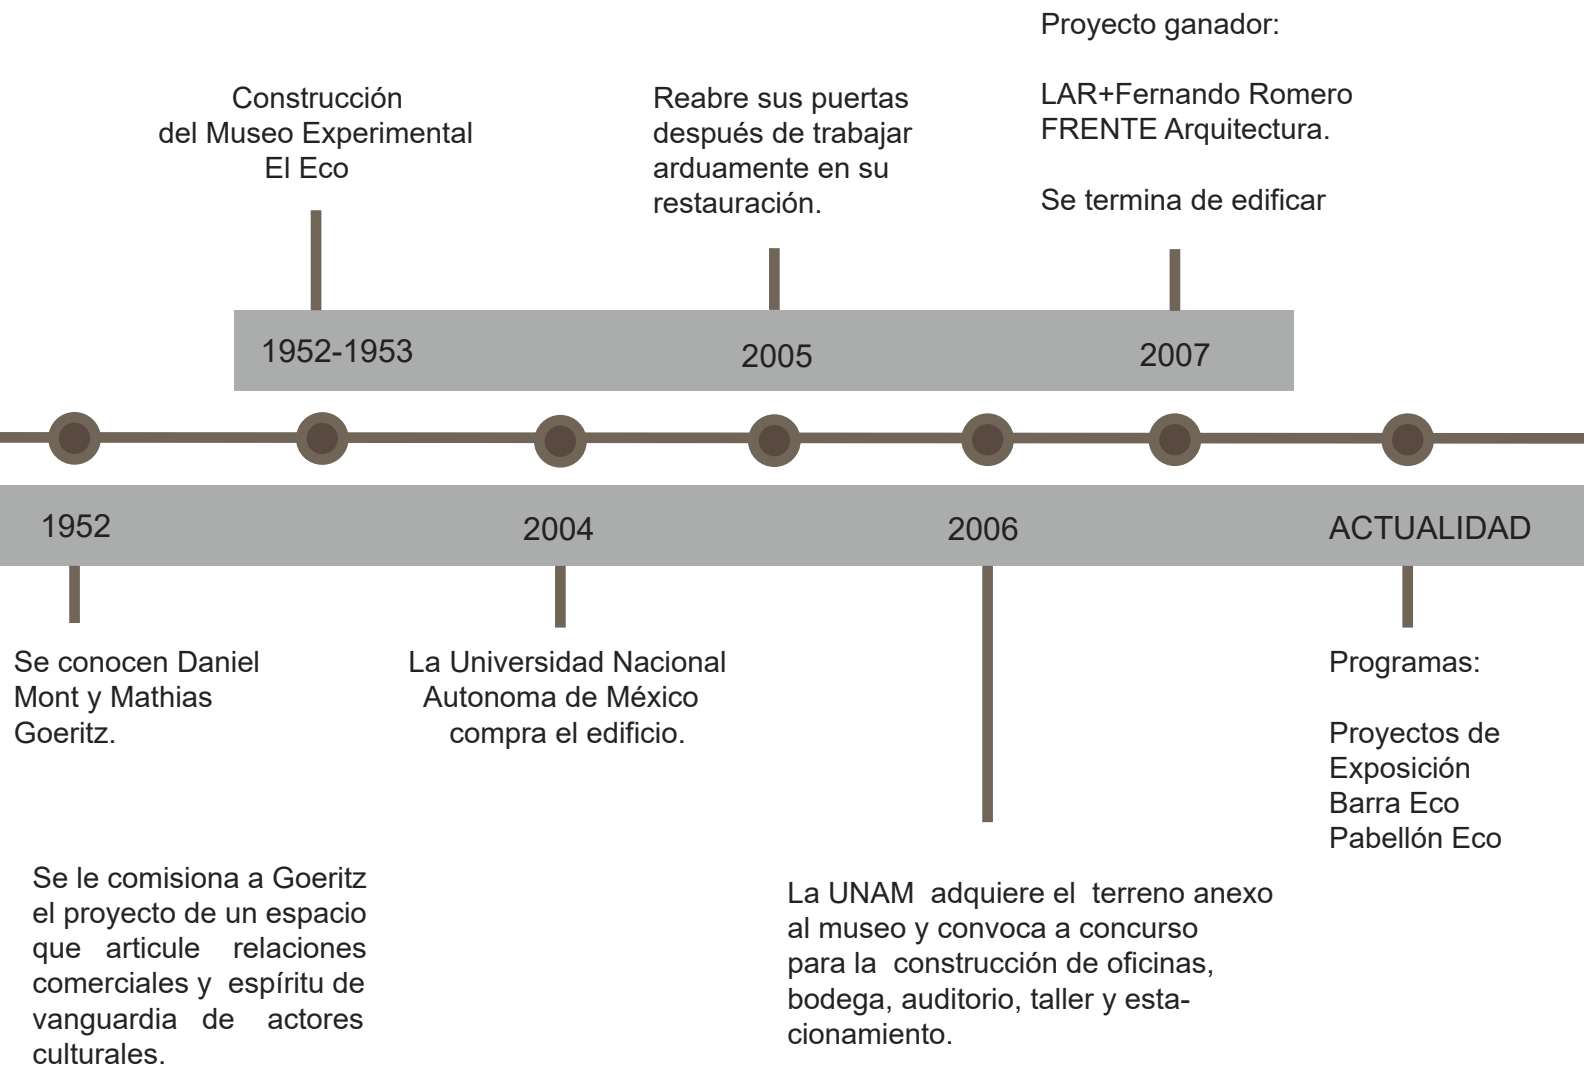 Proyecto ganador:
LAR+Fernando Romero
FRENTE Arquitectura.
Se termina de edificar
Construcción
del Museo Experimental
El Eco
Reabre sus puertas
después de trabajar
arduamente en su
restauración.
1952-1953
2005
2007
1952
2004
2006
ACTUALIDAD
Se conocen Daniel
Mont y Mathias
Goeritz.
Se le comisiona a Goeritz
el proyecto de un espacio
que articule relaciones
comerciales y espíritu de
vanguardia de actores
culturales.
La Universidad Nacional
Autonoma de México
compra el edificio.
La UNAM adquiere el terreno anexo
al museo y convoca a concurso
para la construcción de oficinas,
bodega, auditorio, taller y esta-
cionamiento.
Programas:
Proyectos de
Exposición
Barra Eco
Pabellón Eco